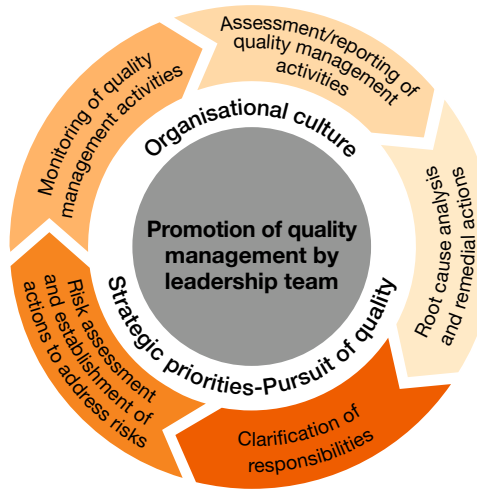 Assessment/reporting of
quality management
activities
Monitoring of quality
management activities
Organisational culture
Root cause analysis
and remedial actions
Promotion of quality
management by
leadership team
Strategic priorities-Pursuit of quality
Risk assessment
and establishment of
actions to address risks
Clarification of
responsibilities